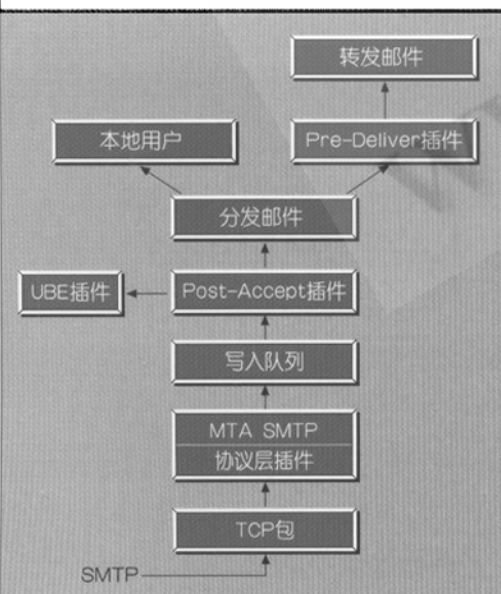 转发邮件
本地用户
Pre-Deliver插件
分发邮件
UBE插件
Post-Accept插件
写入队列
MTA SMTP
协议层插件
TCP包
SMTP